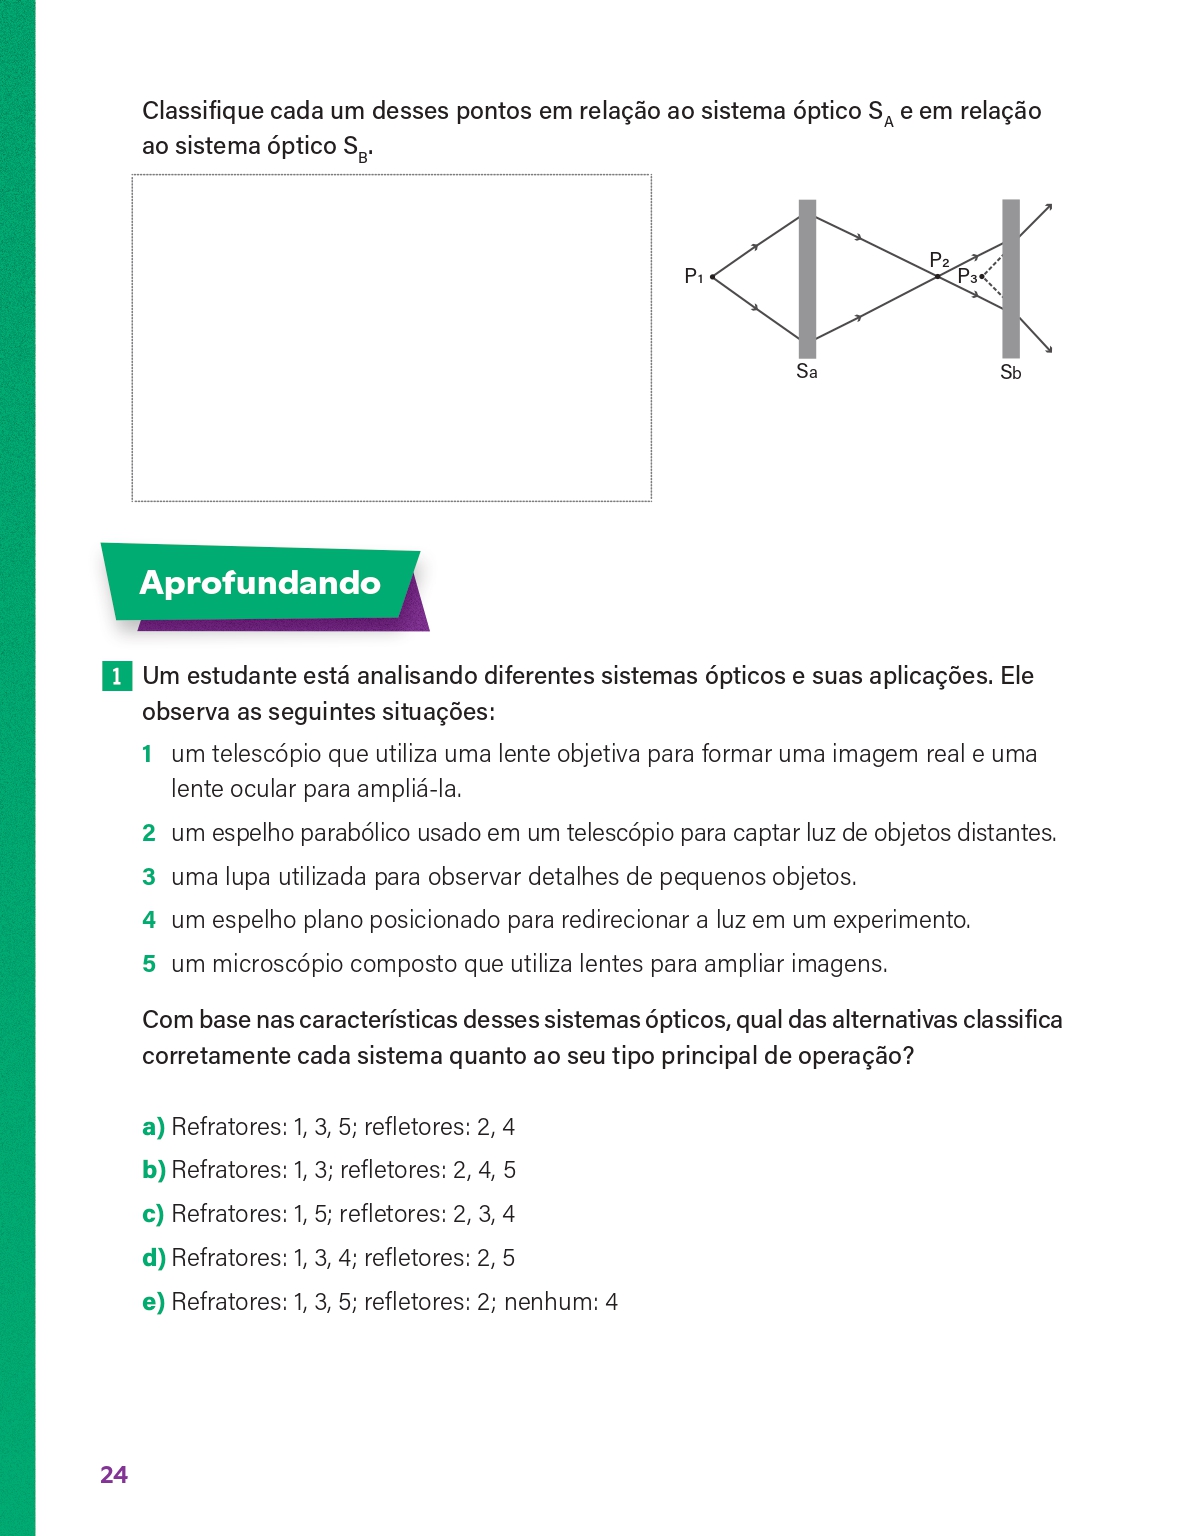 Classifique cada um desses pontos em relação ao sistema óptico S_A e em relação
ao sistema óptico S_B.
P₁
P₂
P₃
Sa
Sb
Aprofundando
1 Um estudante está analisando diferentes sistemas ópticos e suas aplicações. Ele
observa as seguintes situações:
1 um telescópio que utiliza uma lente objetiva para formar uma imagem real e uma
lente ocular para ampliá-la.
2 um espelho parabólico usado em um telescópio para captar luz de objetos distantes.
3 uma lupa utilizada para observar detalhes de pequenos objetos.
4 um espelho plano posicionado para redirecionar a luz em um experimento.
5 um microscópio composto que utiliza lentes para ampliar imagens.
Com base nas características desses sistemas ópticos, qual das alternativas classifica
corretamente cada sistema quanto ao seu tipo principal de operação?
a) Refratores: 1, 3, 5; refletores: 2, 4
b) Refratores: 1, 3; refletores: 2, 4, 5
c) Refratores: 1, 5; refletores: 2, 3, 4
d) Refratores: 1, 3, 4; refletores: 2, 5
e) Refratores: 1, 3, 5; refletores: 2; nenhum: 4
24